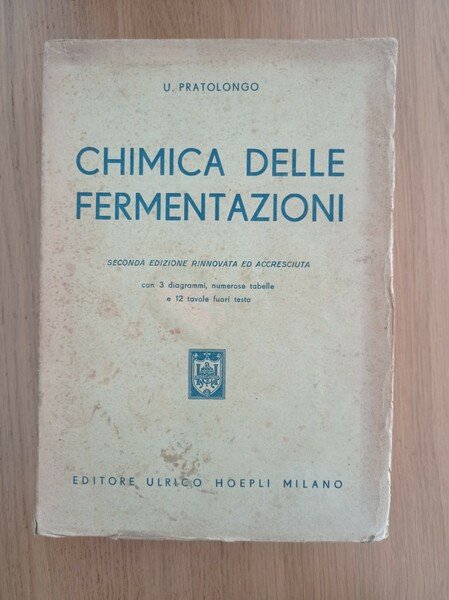 U. PRATOLONGO
CHIMICA DELLE
FERMENTAZIONI
SECONDA EDIZIONE RINNOVATA ED ACCRESCIUTA
con 3 diagrammi, numerose tabelle
e 12 tavole fuori testo
EDITORE ULRICO HOEPLI MILANO